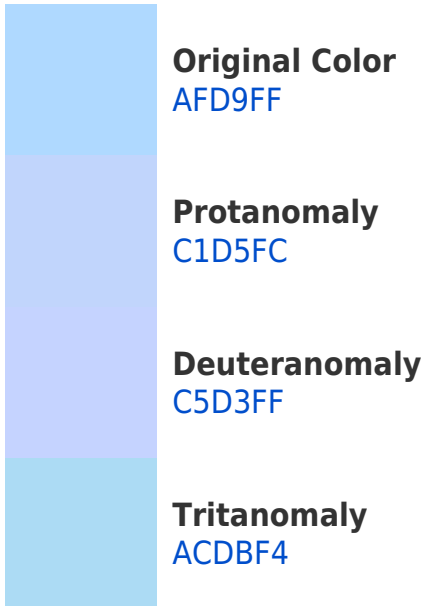 Original Color
AFD9FF
Protanomaly
C1D5FC
Deuteranomaly
C5D3FF
Tritanomaly
ACDBF4